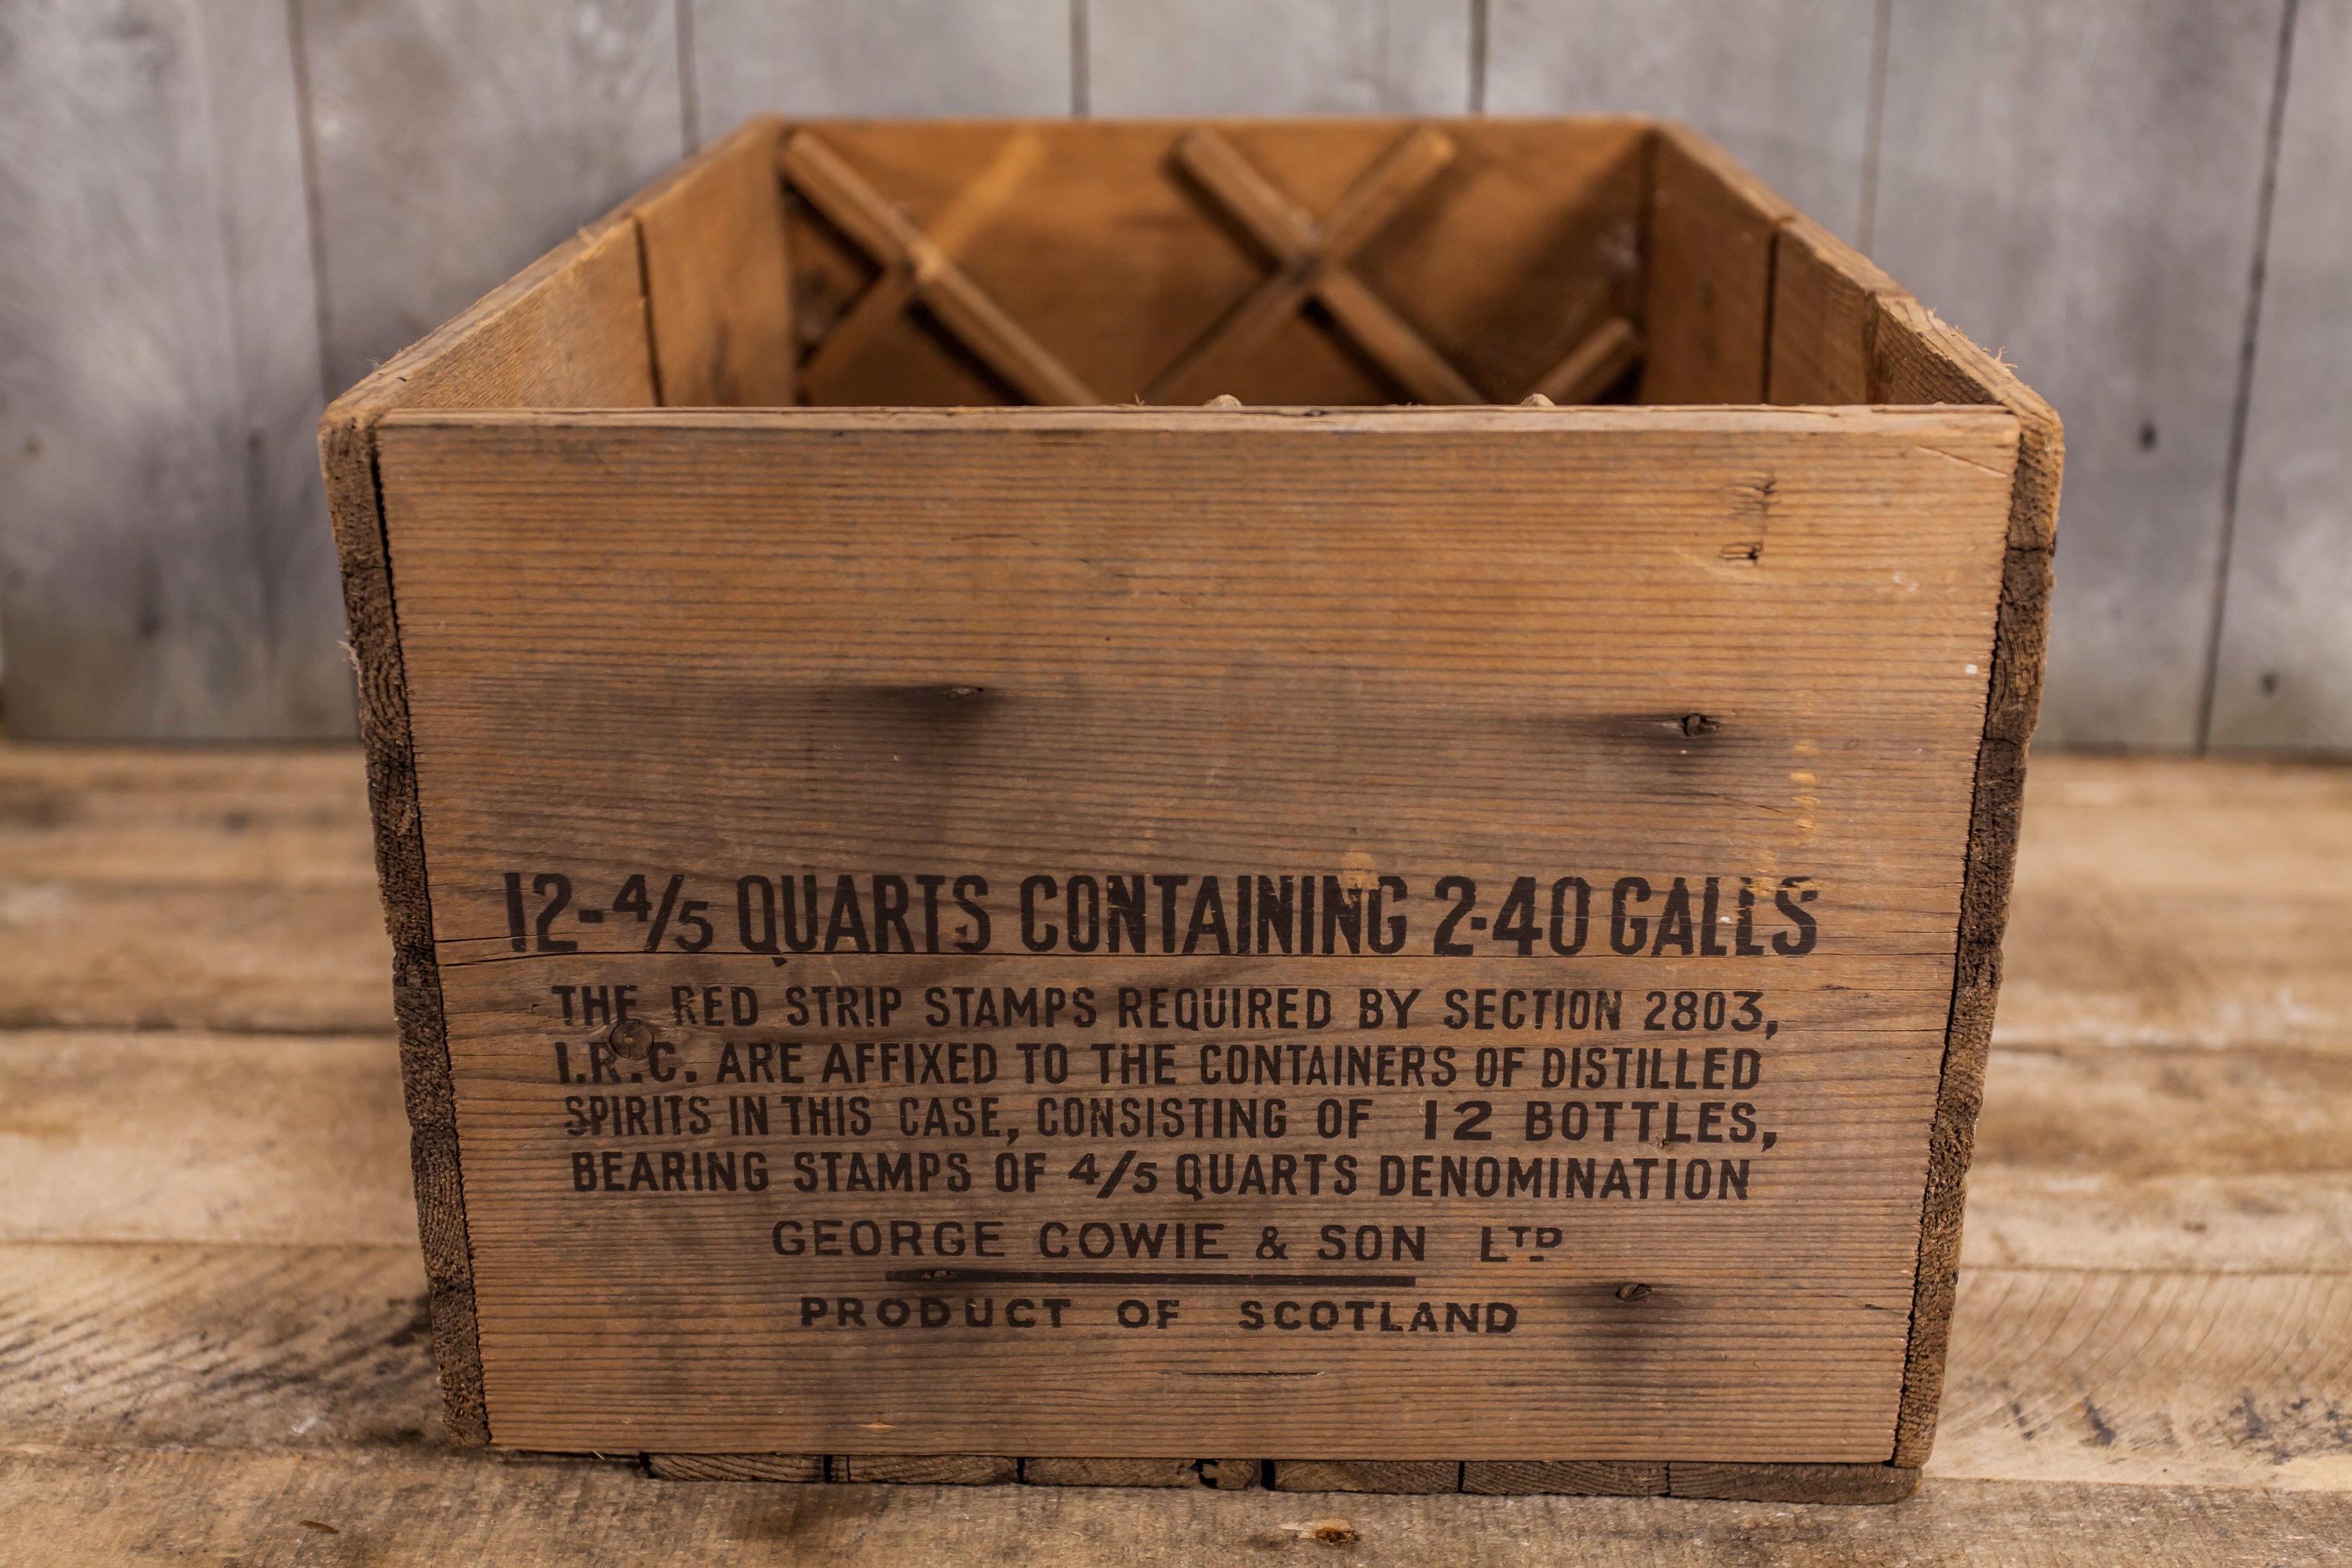 12-4/5 QUARTS CONTAINING 2·40 GALLS
THE RED STRIP STAMPS REQUIRED BY SECTION 2803,
I.R.C. ARE AFFIXED TO THE CONTAINERS OF DISTILLED
SPIRITS IN THIS CASE, CONSISTING OF 12 BOTTLES,
BEARING STAMPS OF 4/5 QUARTS DENOMINATION
GEORGE COWIE & SON LTD
PRODUCT OF SCOTLAND